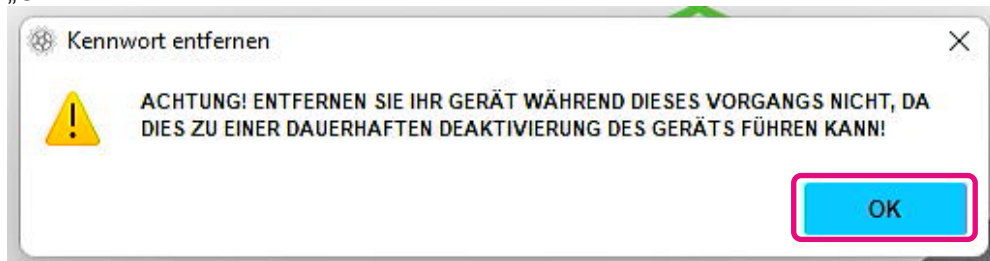 Kennwort entfernen
ACHTUNG! ENTFERNEN SIE IHR GERÄT WÄHREND DIESES VORGANGS NICHT, DA
DIES ZU EINER DAUERHAFTEN DEAKTIVIERUNG DES GERÄTS FÜHREN KANN!
OK